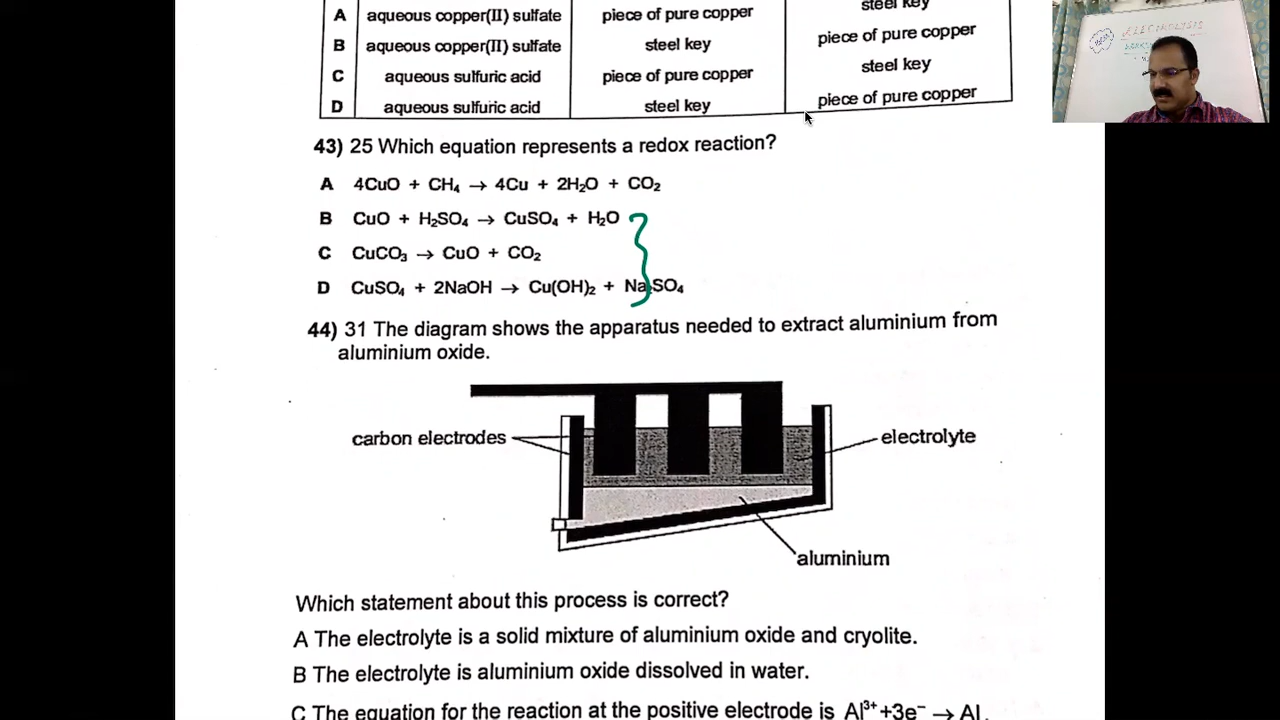 steel key
A aqueous copper(II) sulfate piece of pure copper
B aqueous copper(II) sulfate steel key piece of pure copper
C aqueous sulfuric acid piece of pure copper steel key
D aqueous sulfuric acid steel key piece of pure copper
43) 25 Which equation represents a redox reaction?
A 4CuO + CH₄ → 4Cu + 2H₂O + CO₂
B CuO + H₂SO₄ → CuSO₄ + H₂O
C CuCO₃ → CuO + CO₂
D CuSO₄ + 2NaOH → Cu(OH)₂ + Na₂SO₄
44) 31 The diagram shows the apparatus needed to extract aluminium from
aluminium oxide.
carbon electrodes
electrolyte
aluminium
Which statement about this process is correct?
A The electrolyte is a solid mixture of aluminium oxide and cryolite.
B The electrolyte is aluminium oxide dissolved in water.
C The equation for the reaction at the positive electrode is Al³⁺ +3e⁻ → Al.
ELECTROLYSIS